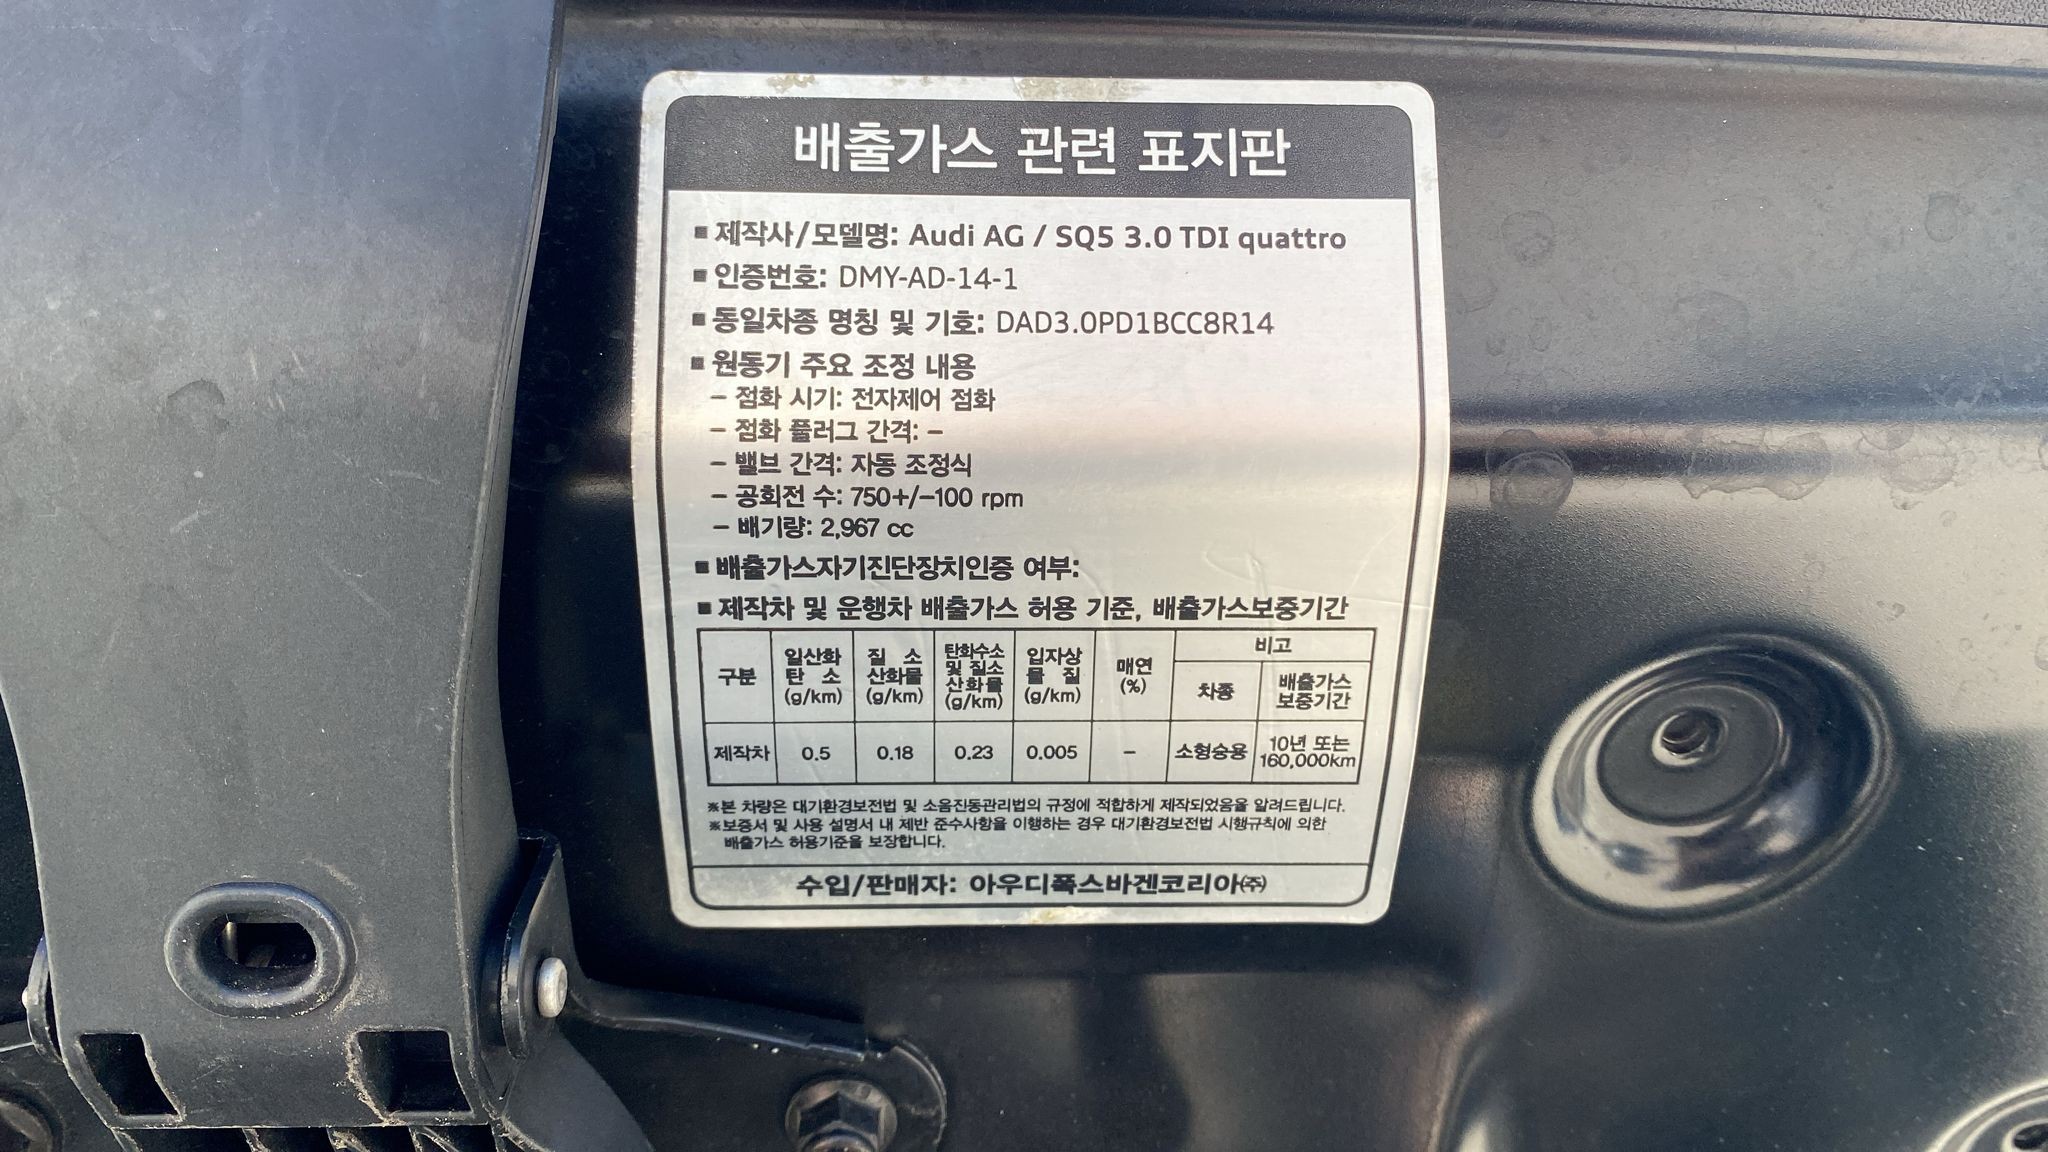 배출가스 관련 표지판
▪ 제작사/모델명: Audi AG / SQ5 3.0 TDI quattro
▪ 인증번호: DMY-AD-14-1
▪ 동일차종 명칭 및 기호: DAD3.0PD1BCC8R14
▪ 원동기 주요 조정 내용
– 점화 시기: 전자제어 점화
– 점화 플러그 간격: –
– 밸브 간격: 자동 조정식
– 공회전 수: 750+/-100 rpm
– 배기량: 2,967 cc
▪ 배출가스자기진단장치인증 여부:
▪ 제작차 및 운행차 배출가스 허용 기준, 배출가스보증기간
구분 일산화탄소 (g/km) 질소산화물 (g/km) 탄화수소 및 질소산화물 (g/km) 입자상물질 (g/km) 매연 (%) 비고
차종 배출가스 보중기간
제작차 0.5 0.18 0.23 0.005 – 소형승용 10년 또는 160,000km
※본 차량은 대기환경보전법 및 소음진동관리법의 규정에 적합하게 제작되었음을 알려드립니다.
※보증서 및 사용 설명서 내 제반 준수사항을 이행하는 경우 대기환경보전법 시행규칙에 의한
배출가스 허용기준을 보장합니다.
수입/판매자: 아우디폭스바겐코리아㈜